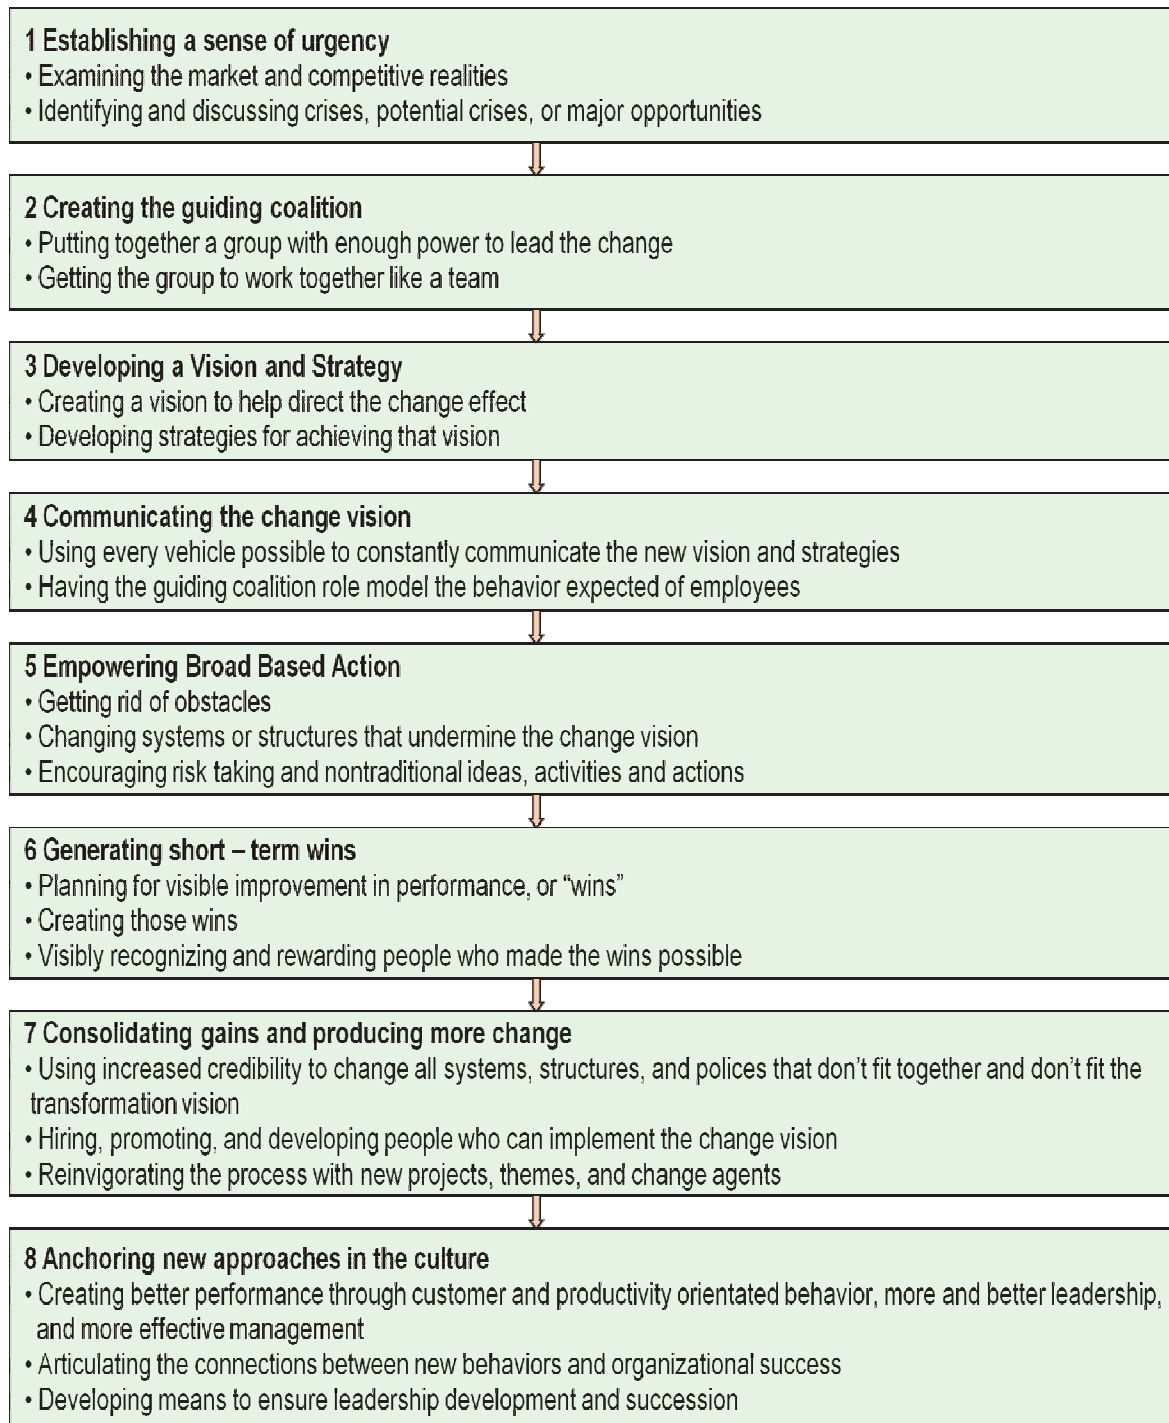 1 Establishing a sense of urgency
• Examining the market and competitive realities
• Identifying and discussing crises, potential crises, or major opportunities
2 Creating the guiding coalition
• Putting together a group with enough power to lead the change
• Getting the group to work together like a team
3 Developing a Vision and Strategy
• Creating a vision to help direct the change effect
• Developing strategies for achieving that vision
4 Communicating the change vision
• Using every vehicle possible to constantly communicate the new vision and strategies
• Having the guiding coalition role model the behavior expected of employees
5 Empowering Broad Based Action
• Getting rid of obstacles
• Changing systems or structures that undermine the change vision
• Encouraging risk taking and nontraditional ideas, activities and actions
6 Generating short – term wins
• Planning for visible improvement in performance, or “wins”
• Creating those wins
• Visibly recognizing and rewarding people who made the wins possible
7 Consolidating gains and producing more change
• Using increased credibility to change all systems, structures, and polices that don’t fit together and don’t fit the
transformation vision
• Hiring, promoting, and developing people who can implement the change vision
• Reinvigorating the process with new projects, themes, and change agents
8 Anchoring new approaches in the culture
• Creating better performance through customer and productivity orientated behavior, more and better leadership,
and more effective management
• Articulating the connections between new behaviors and organizational success
• Developing means to ensure leadership development and succession